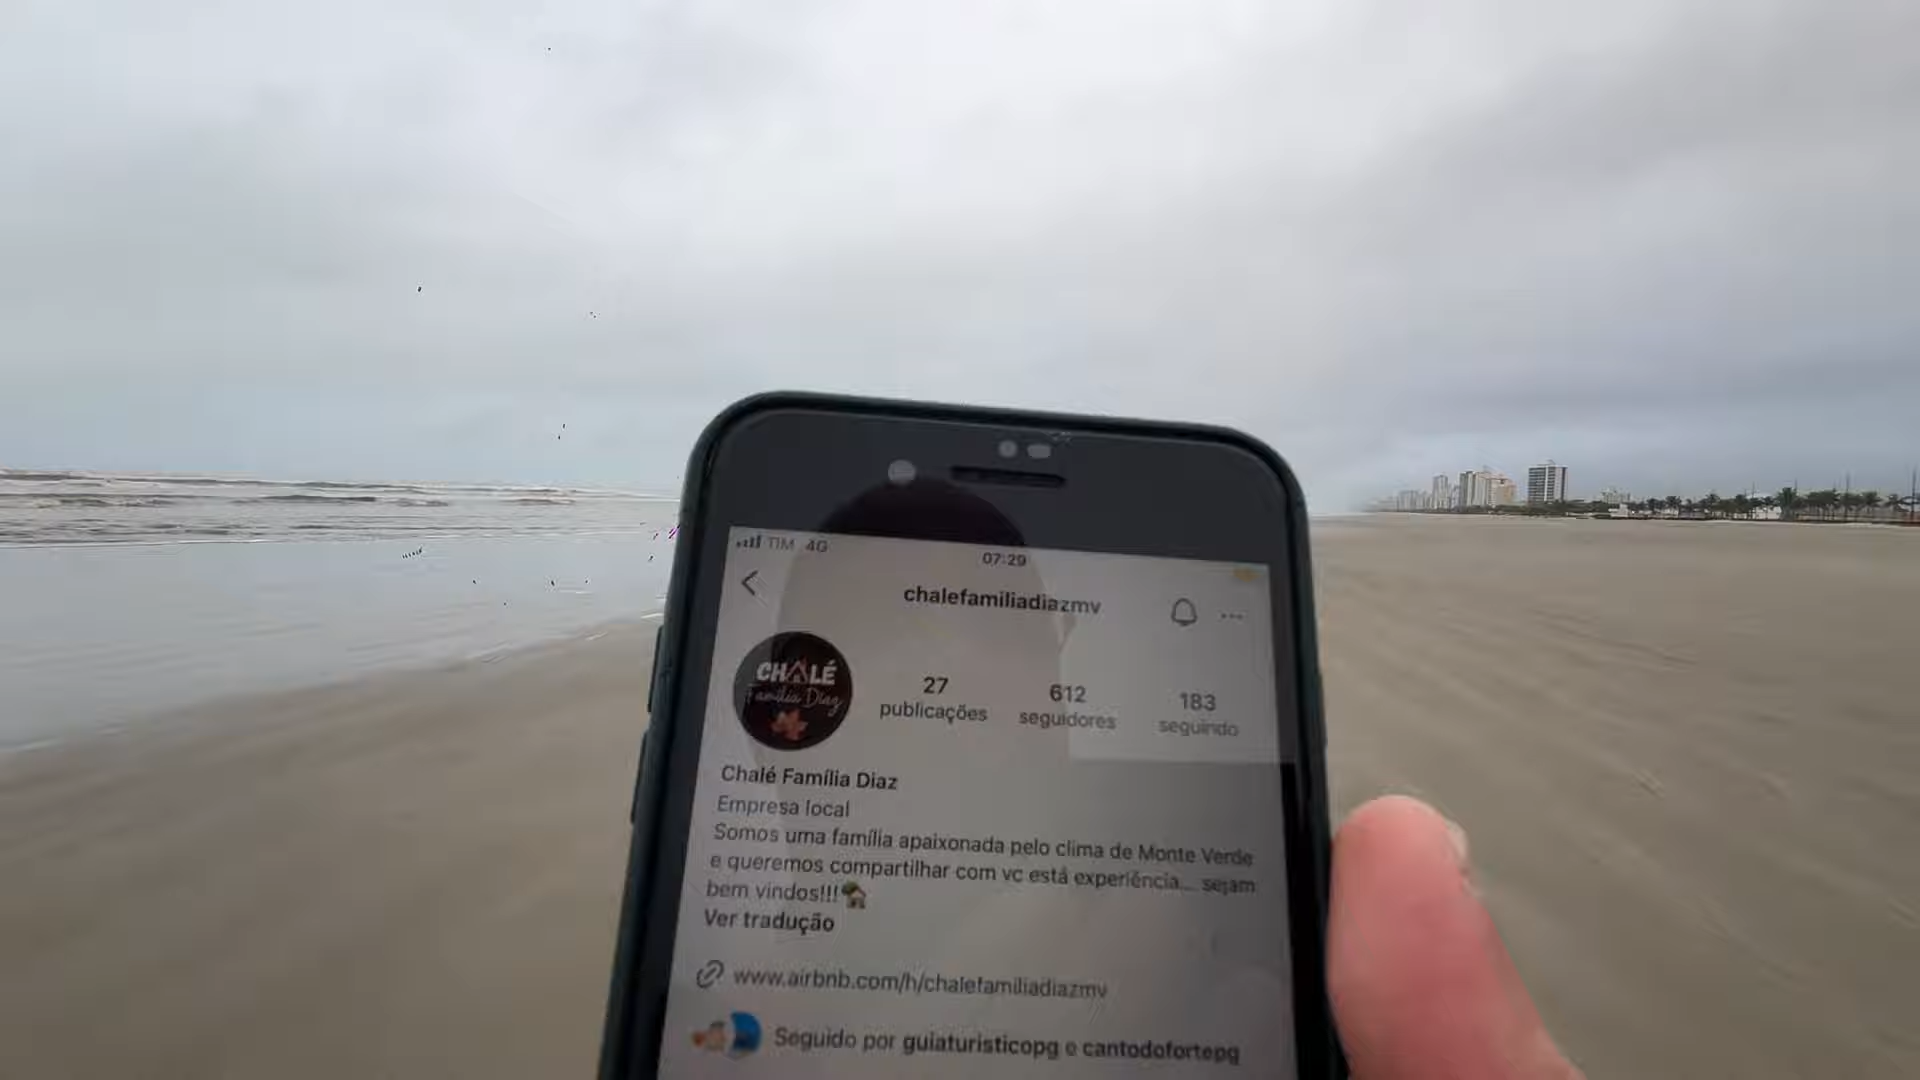 TIM 4G
07:29
chalefamiliadiazmv
CHALÉ
Família Diaz
27
publicações
612
seguidores
183
seguindo
Chalé Família Diaz
Empresa local
Somos uma família apaixonada pelo clima de Monte Verde
e queremos compartilhar com vc está experiência... sejam
bem vindos!!!🏡
Ver tradução
www.airbnb.com/h/chalefamiliadiazmv
Seguido por guiaturisticopg e cantodofortepg